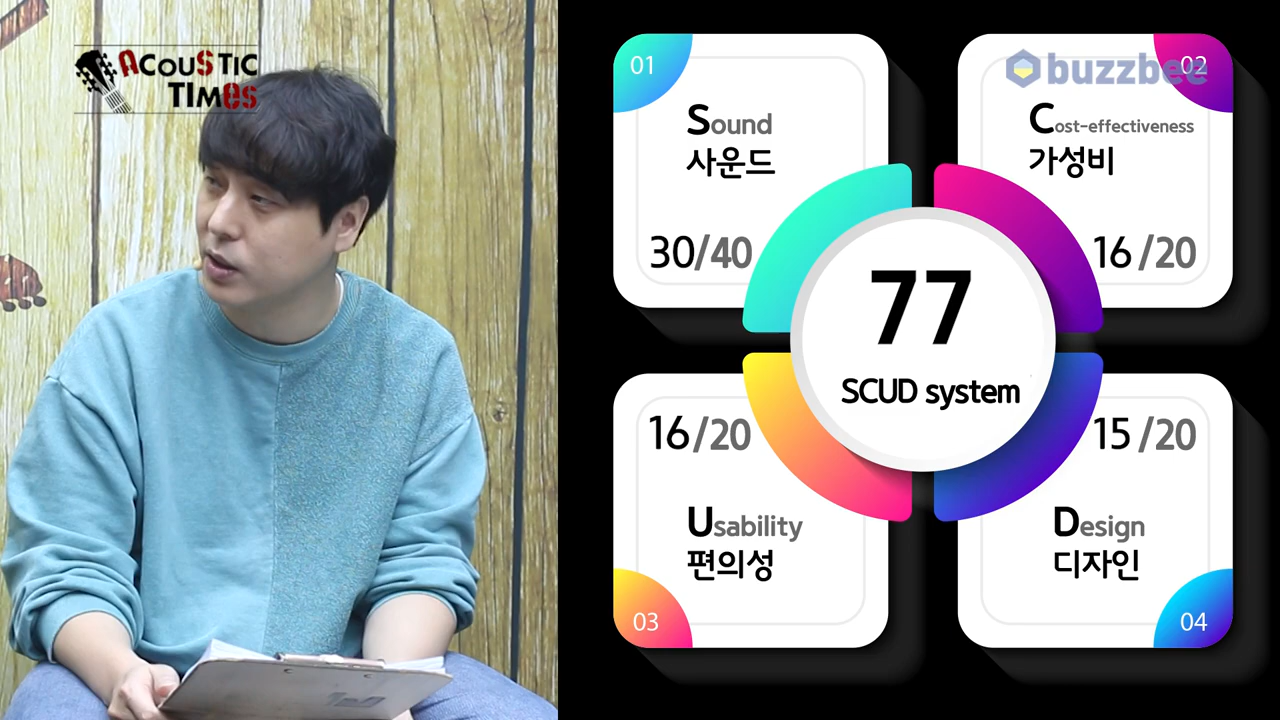 ACOUSTIC
TIMES
01
Sound
사운드
30/40
buzzbee
02
Cost-effectiveness
가성비
16/20
77
SCUD system
16/20
Usability
편의성
03
15/20
Design
디자인
04